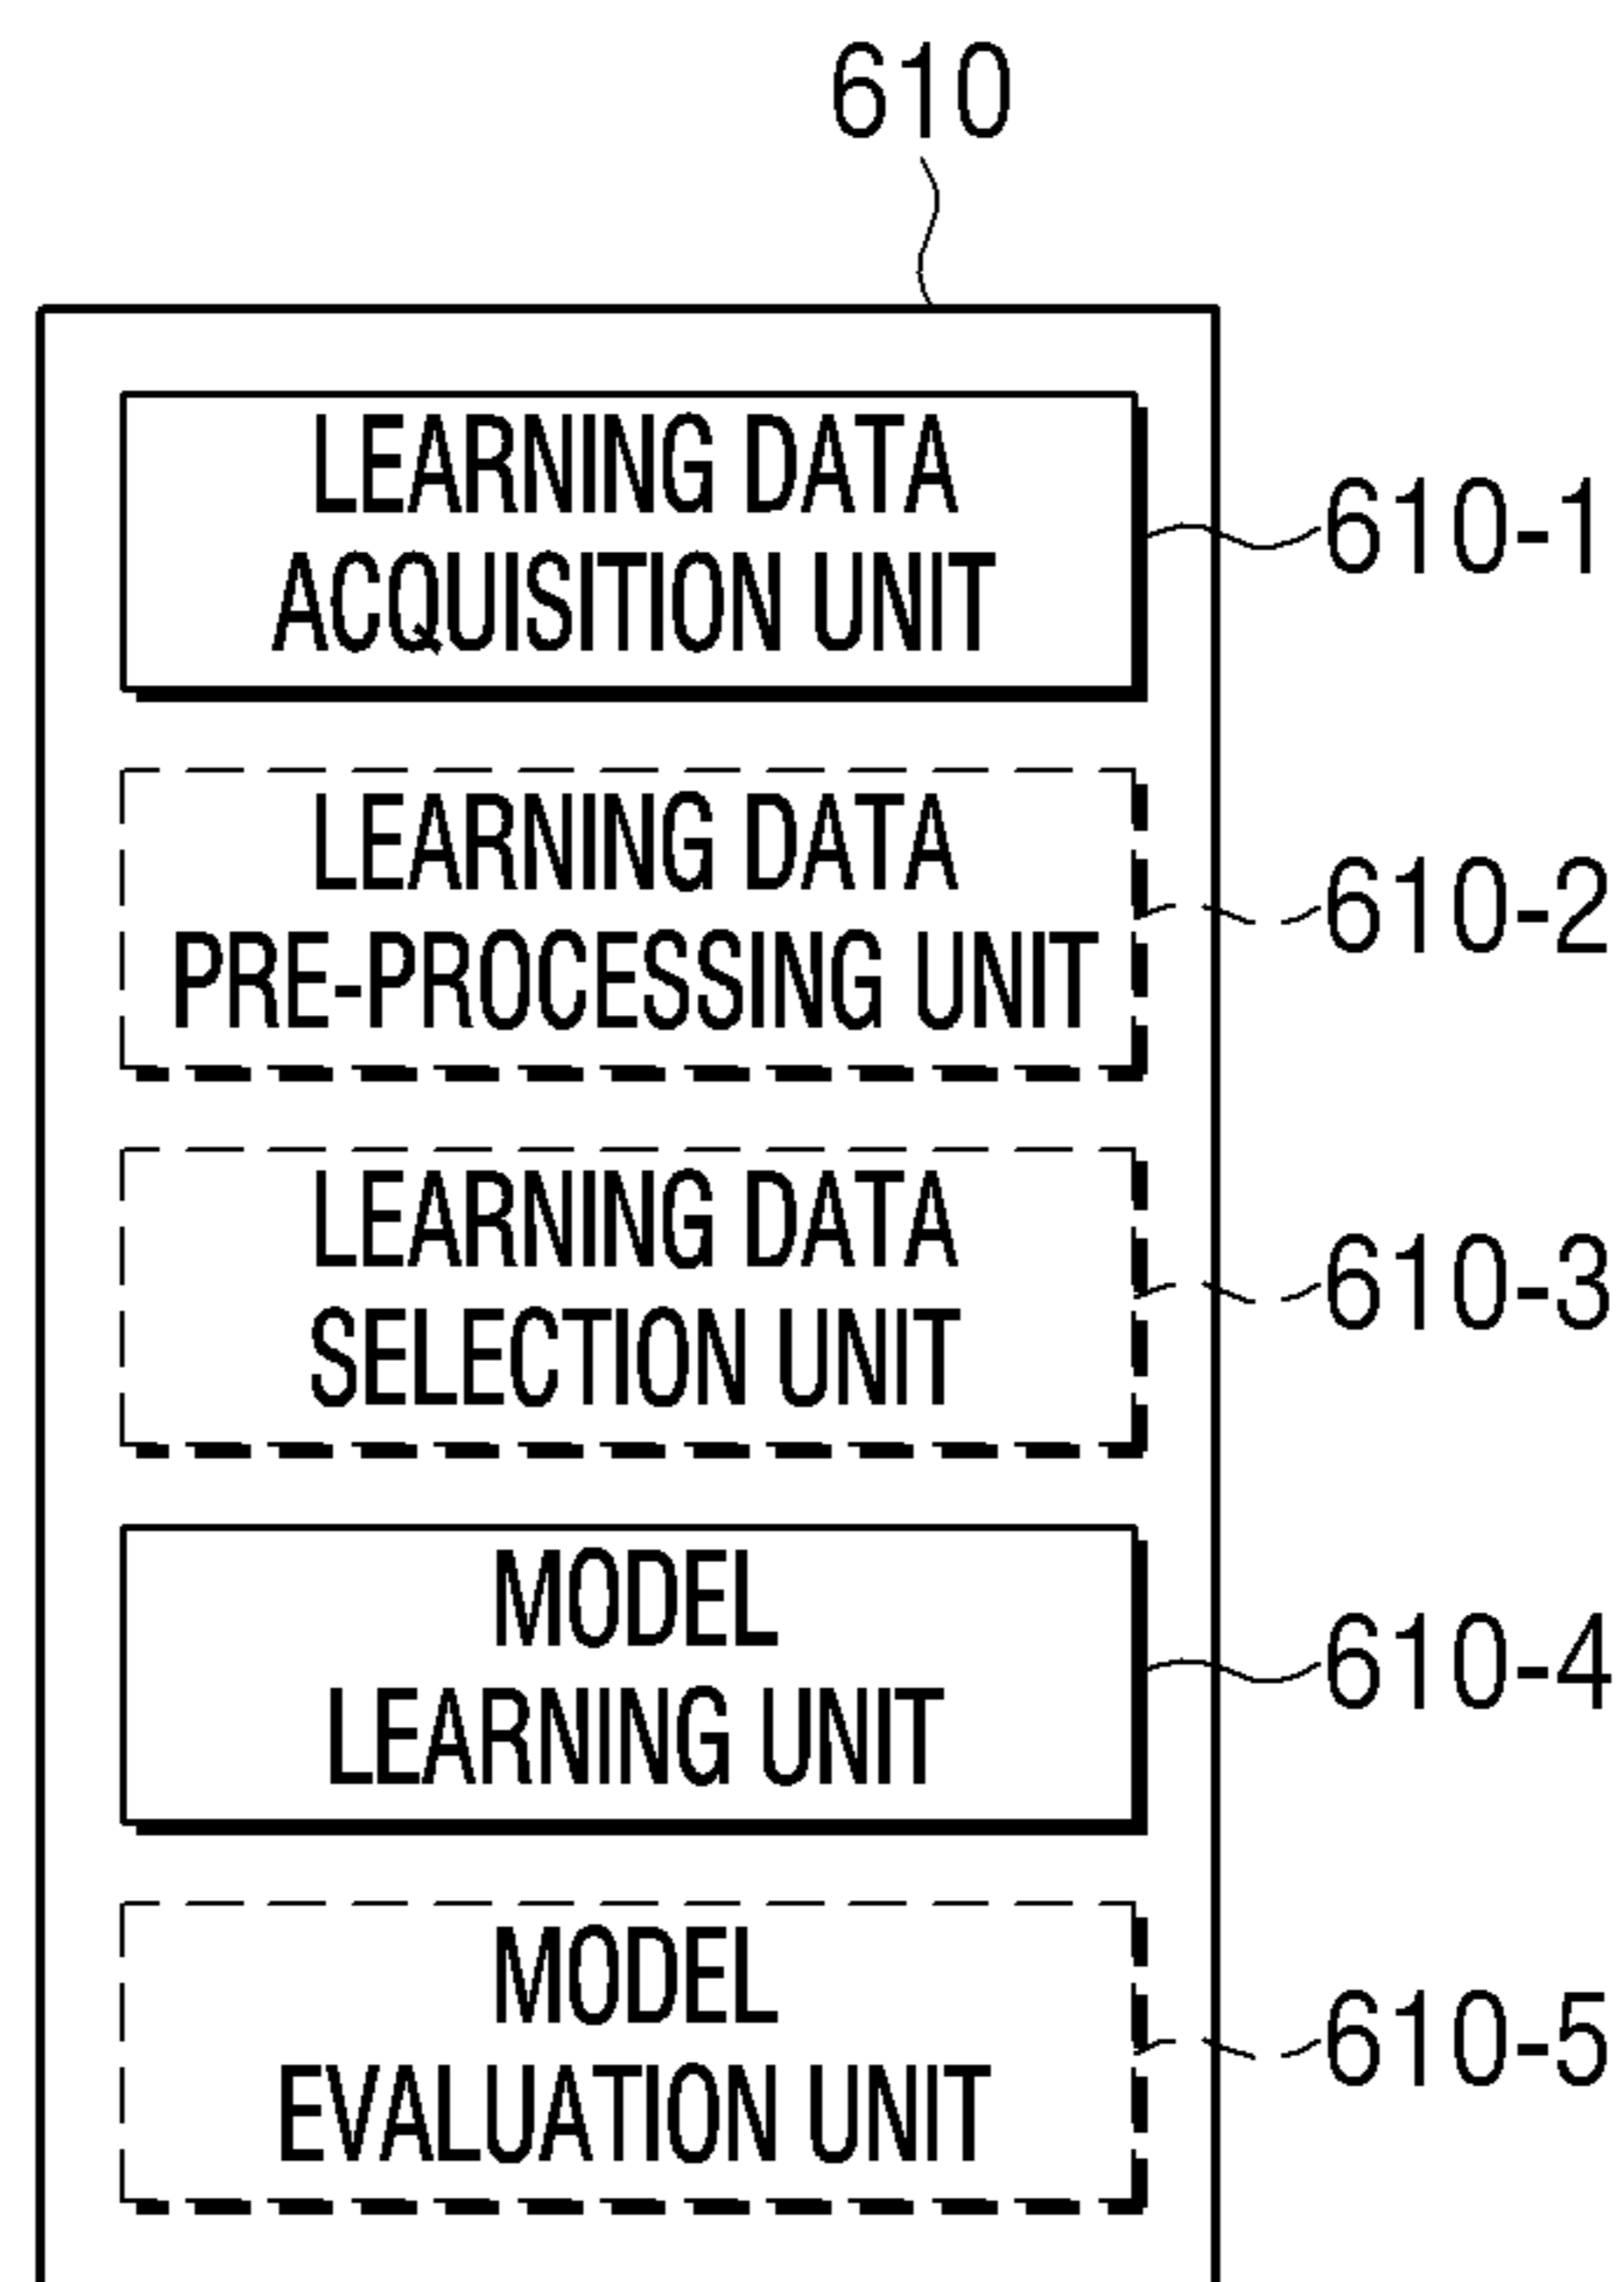 610
LEARNING DATA
ACQUISITION UNIT
610-1
LEARNING DATA
PRE-PROCESSING UNIT
610-2
LEARNING DATA
SELECTION UNIT
610-3
MODEL
LEARNING UNIT
610-4
MODEL
EVALUATION UNIT
610-5